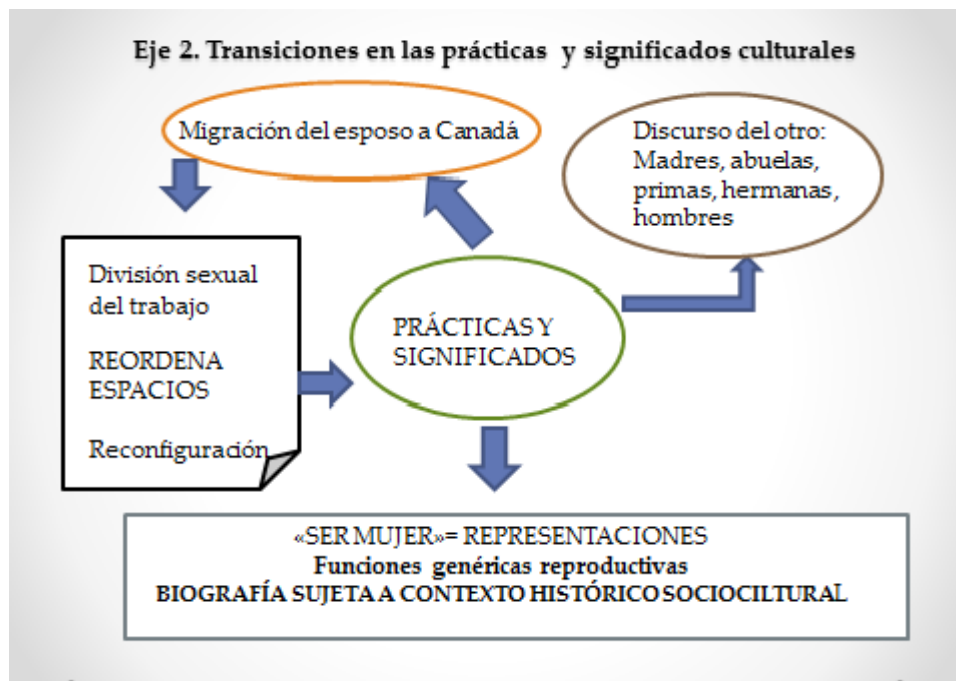 Eje 2. Transiciones en las prácticas y significados culturales
Migración del esposo a Canadá
Discurso del otro:
Madres, abuelas,
primas, hermanas,
hombres
División sexual
del trabajo
REORDENA
ESPACIOS
Reconfiguración
PRÁCTICAS Y
SIGNIFICADOS
«SER MUJER»= REPRESENTACIONES
Funciones genéricas reproductivas
BIOGRAFÍA SUJETA A CONTEXTO HISTÓRICO SOCIOCILTURAL